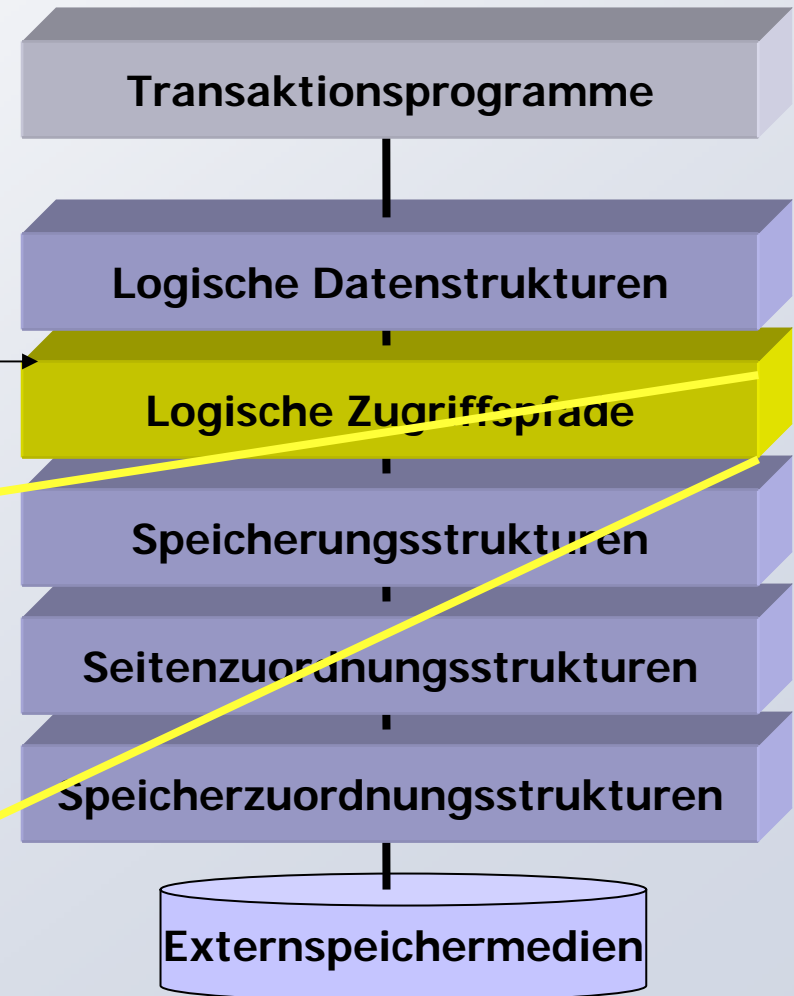 Transaktionsprogramme
Logische Datenstrukturen
Logische Zugriffspfade
Speicherungsstrukturen
Seitenzuordnungsstrukturen
Speicherzuordnungsstrukturen
Externspeichermedien